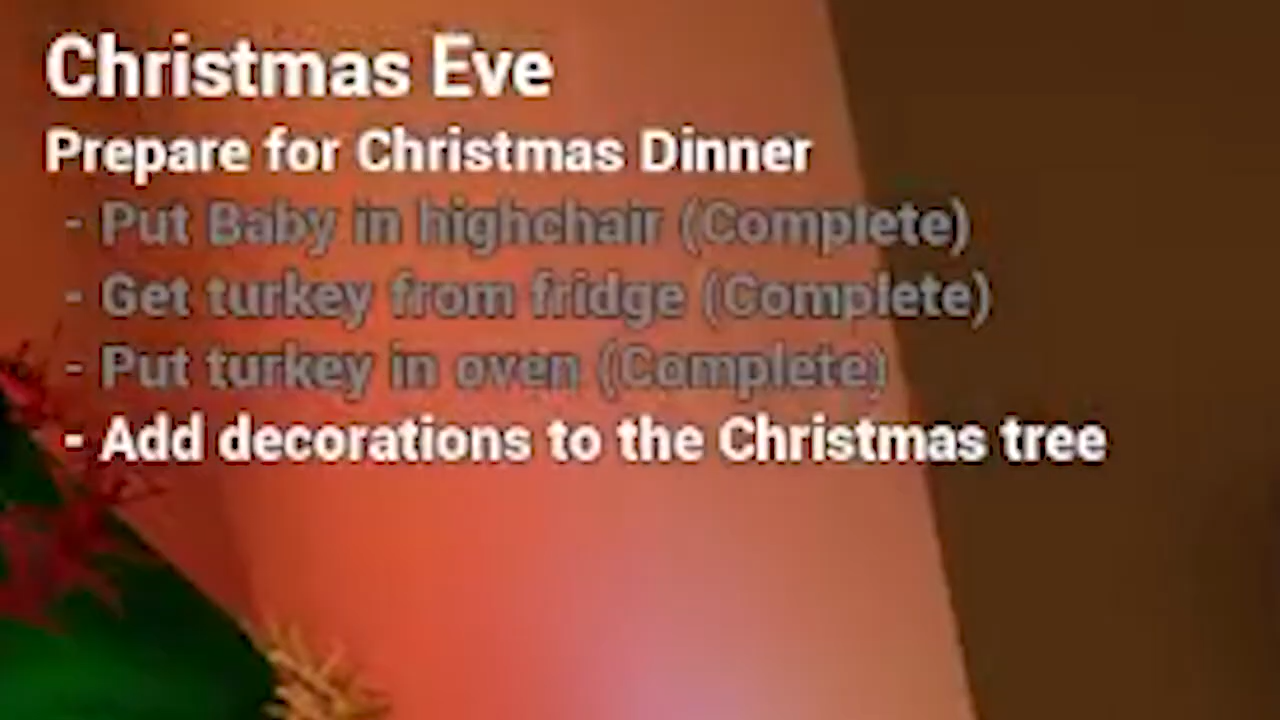 Christmas Eve
Prepare for Christmas Dinner
- Put Baby in highchair (Complete)
- Get turkey from fridge (Complete)
- Put turkey in oven (Complete)
- Add decorations to the Christmas tree